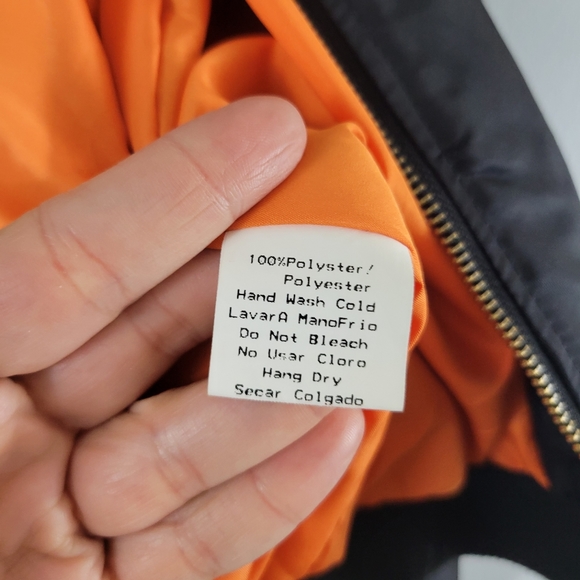 100%Polyster/
Polyester
Hand Wash Cold
LavarA ManoFrio
Do Not Bleach
No Usar Cloro
Hang Dry
Secar Colgado